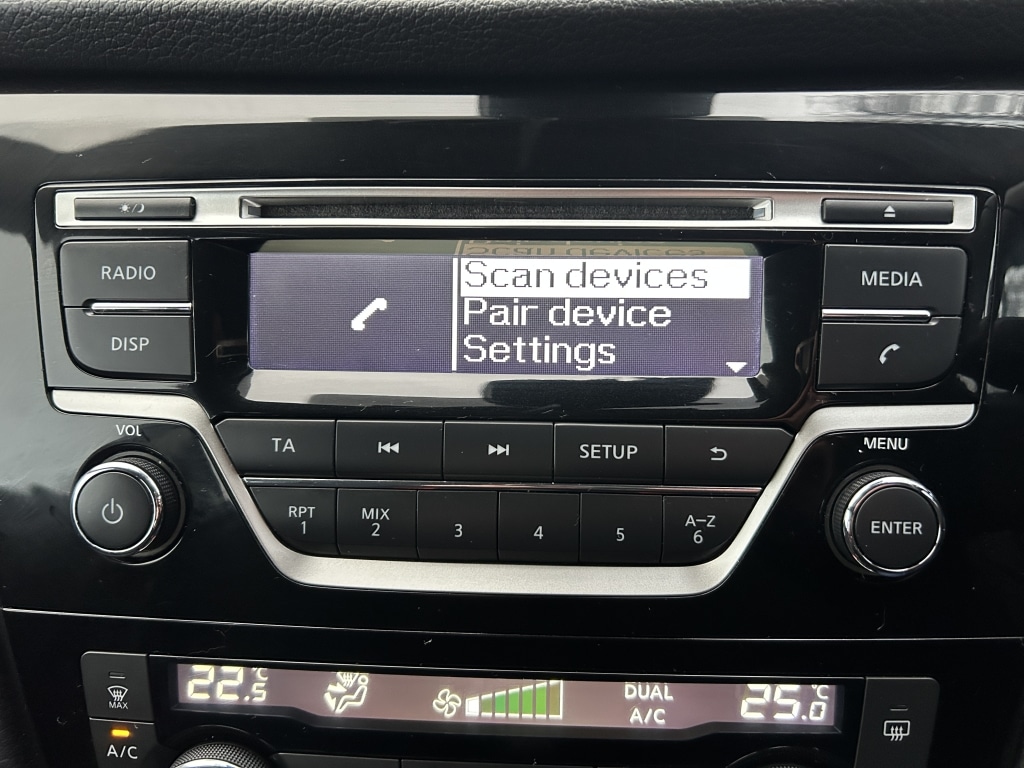 RADIO
DISP
Scan devices
Pair device
Settings
MEDIA
VOL
TA
SETUP
MENU
RPT
1
MIX
2
3
4
5
A-Z
6
ENTER
MAX
A/C
22.5 °C
DUAL
A/C
25.0 °C